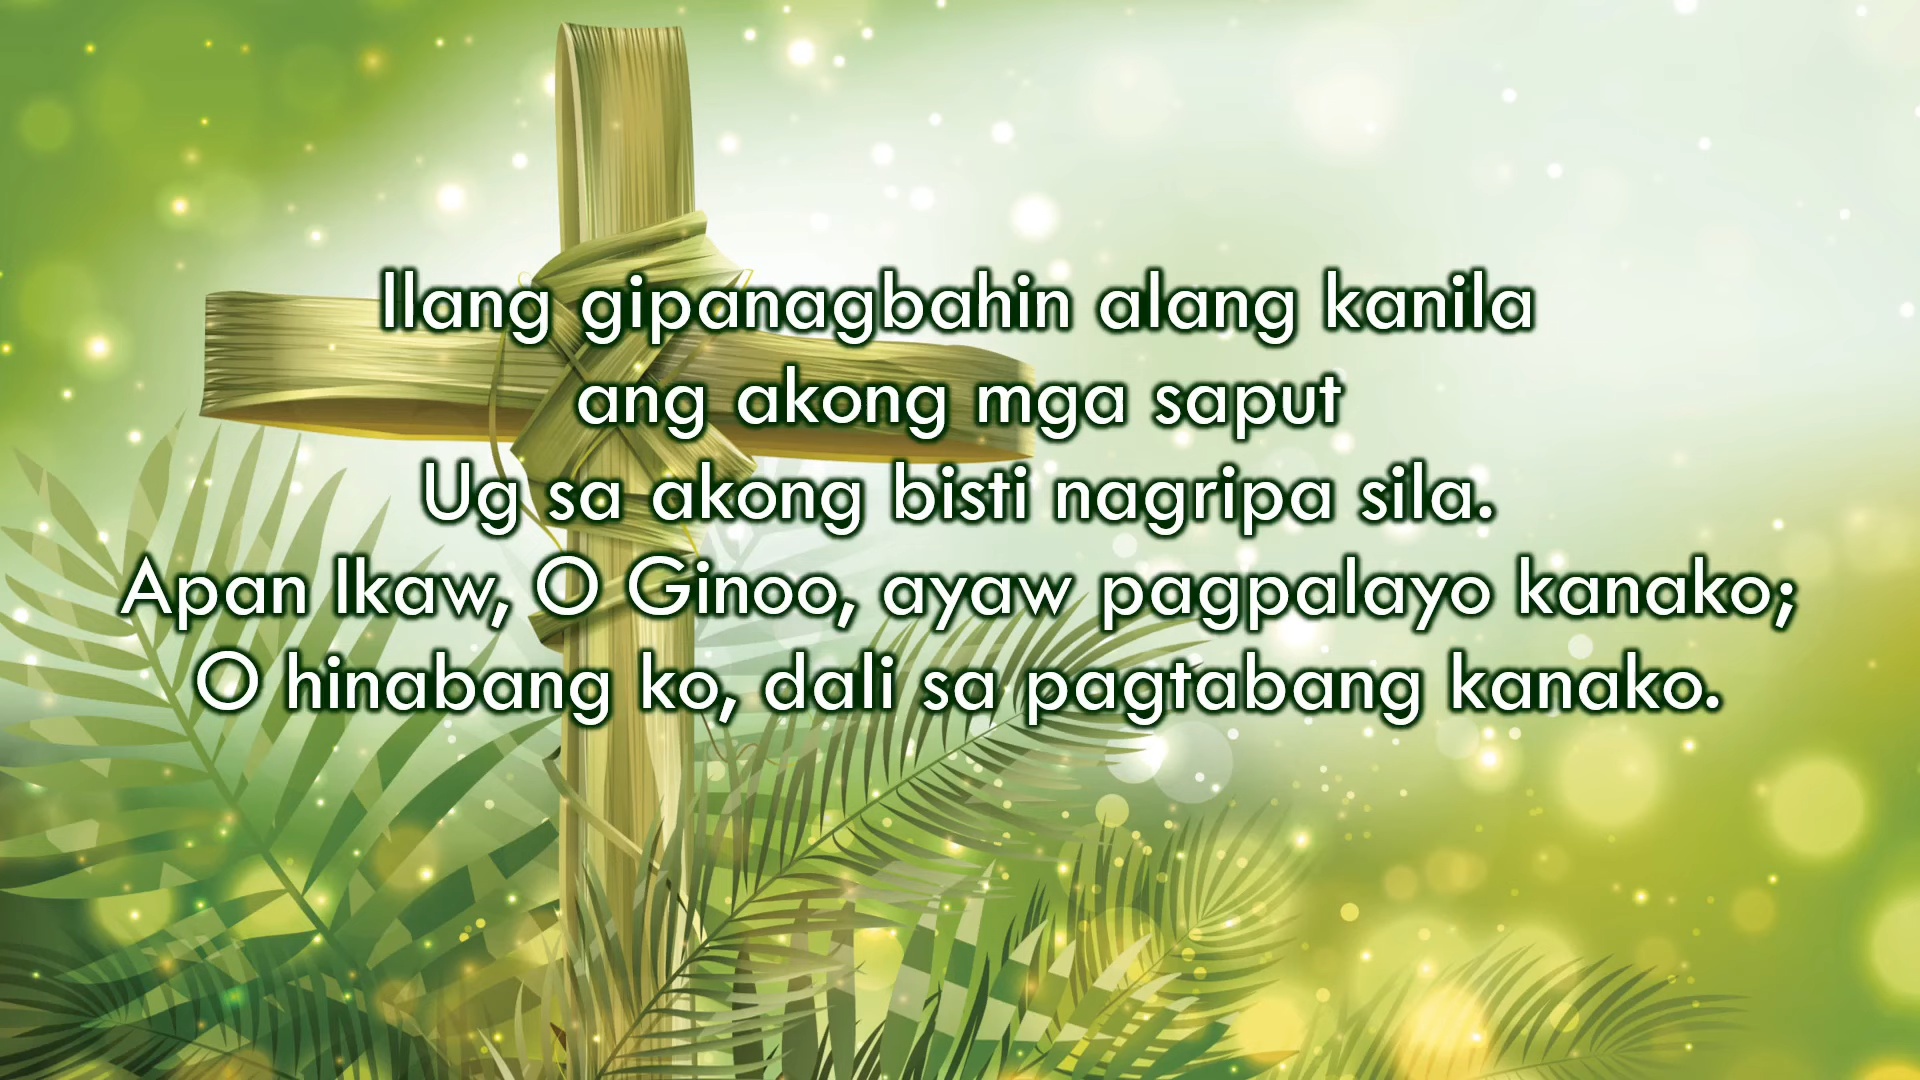 Ilang gipanagbahin alang kanila
ang akong mga saput
Ug sa akong bisti nagripa sila.
Apan Ikaw, O Ginoo, ayaw pagpalayo kanako;
O hinabang ko, dali sa pagtabang kanako.